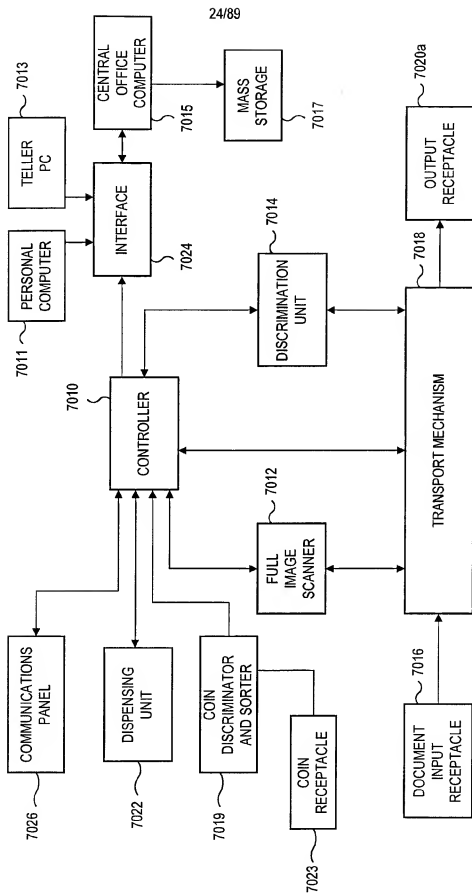 24/89
7013
TELLER
PC
PERSONAL
COMPUTER
7011
CENTRAL
OFFICE
COMPUTER
7015
INTERFACE
7024
MASS
STORAGE
7017
7020a
OUTPUT
RECEPTACLE
7010
CONTROLLER
7014
DISCRIMINATION
UNIT
7018
TRANSPORT MECHANISM
7012
FULL
IMAGE
SCANNER
COMMUNICATIONS
PANEL
7026
DISPENSING
UNIT
7022
COIN
DISCRIMINATOR
AND SORTER
7019
COIN
RECEPTACLE
7023
7016
DOCUMENT
INPUT
RECEPTACLE